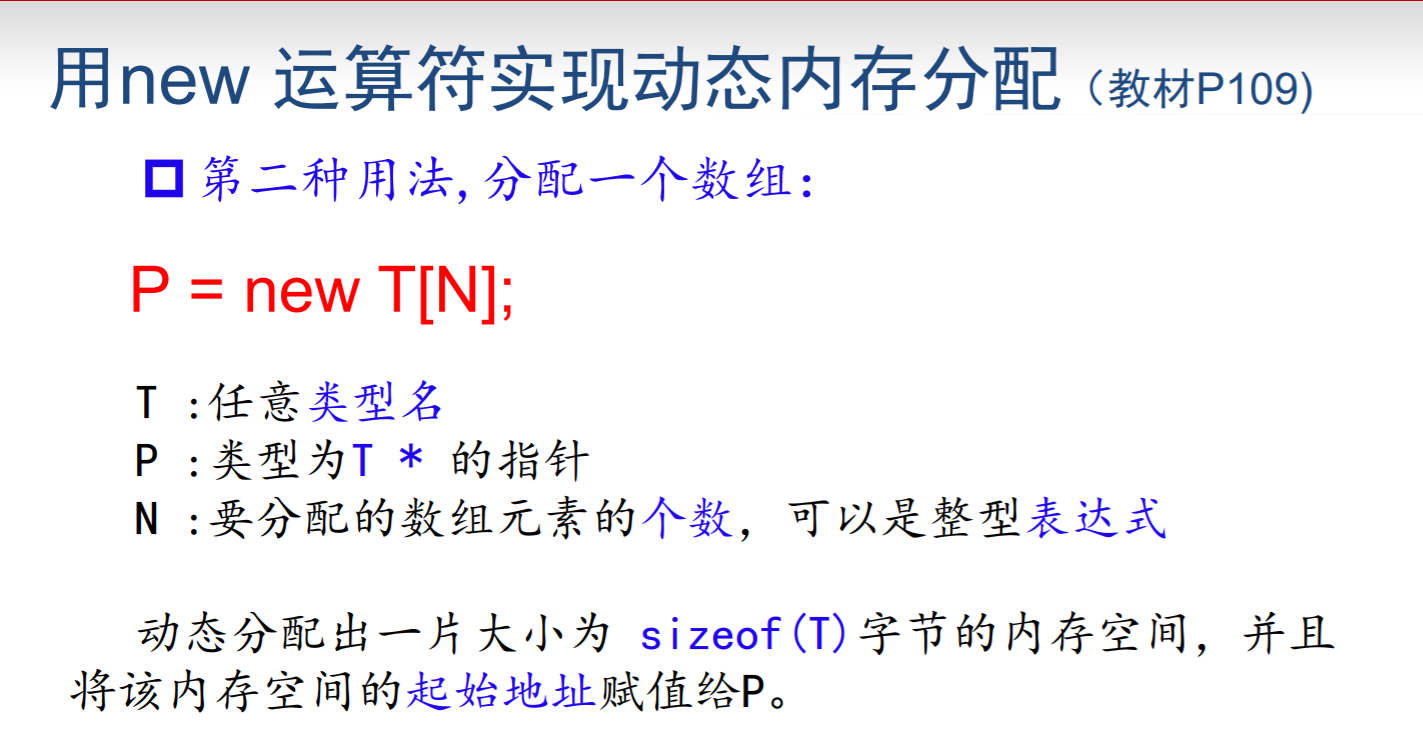 用new 运算符实现动态内存分配（教材P109)
第二种用法,分配一个数组：
P = new T[N];
T :任意类型名
P :类型为T * 的指针
N :要分配的数组元素的个数，可以是整型表达式
动态分配出一片大小为 sizeof(T)字节的内存空间，并且
将该内存空间的起始地址赋值给P。